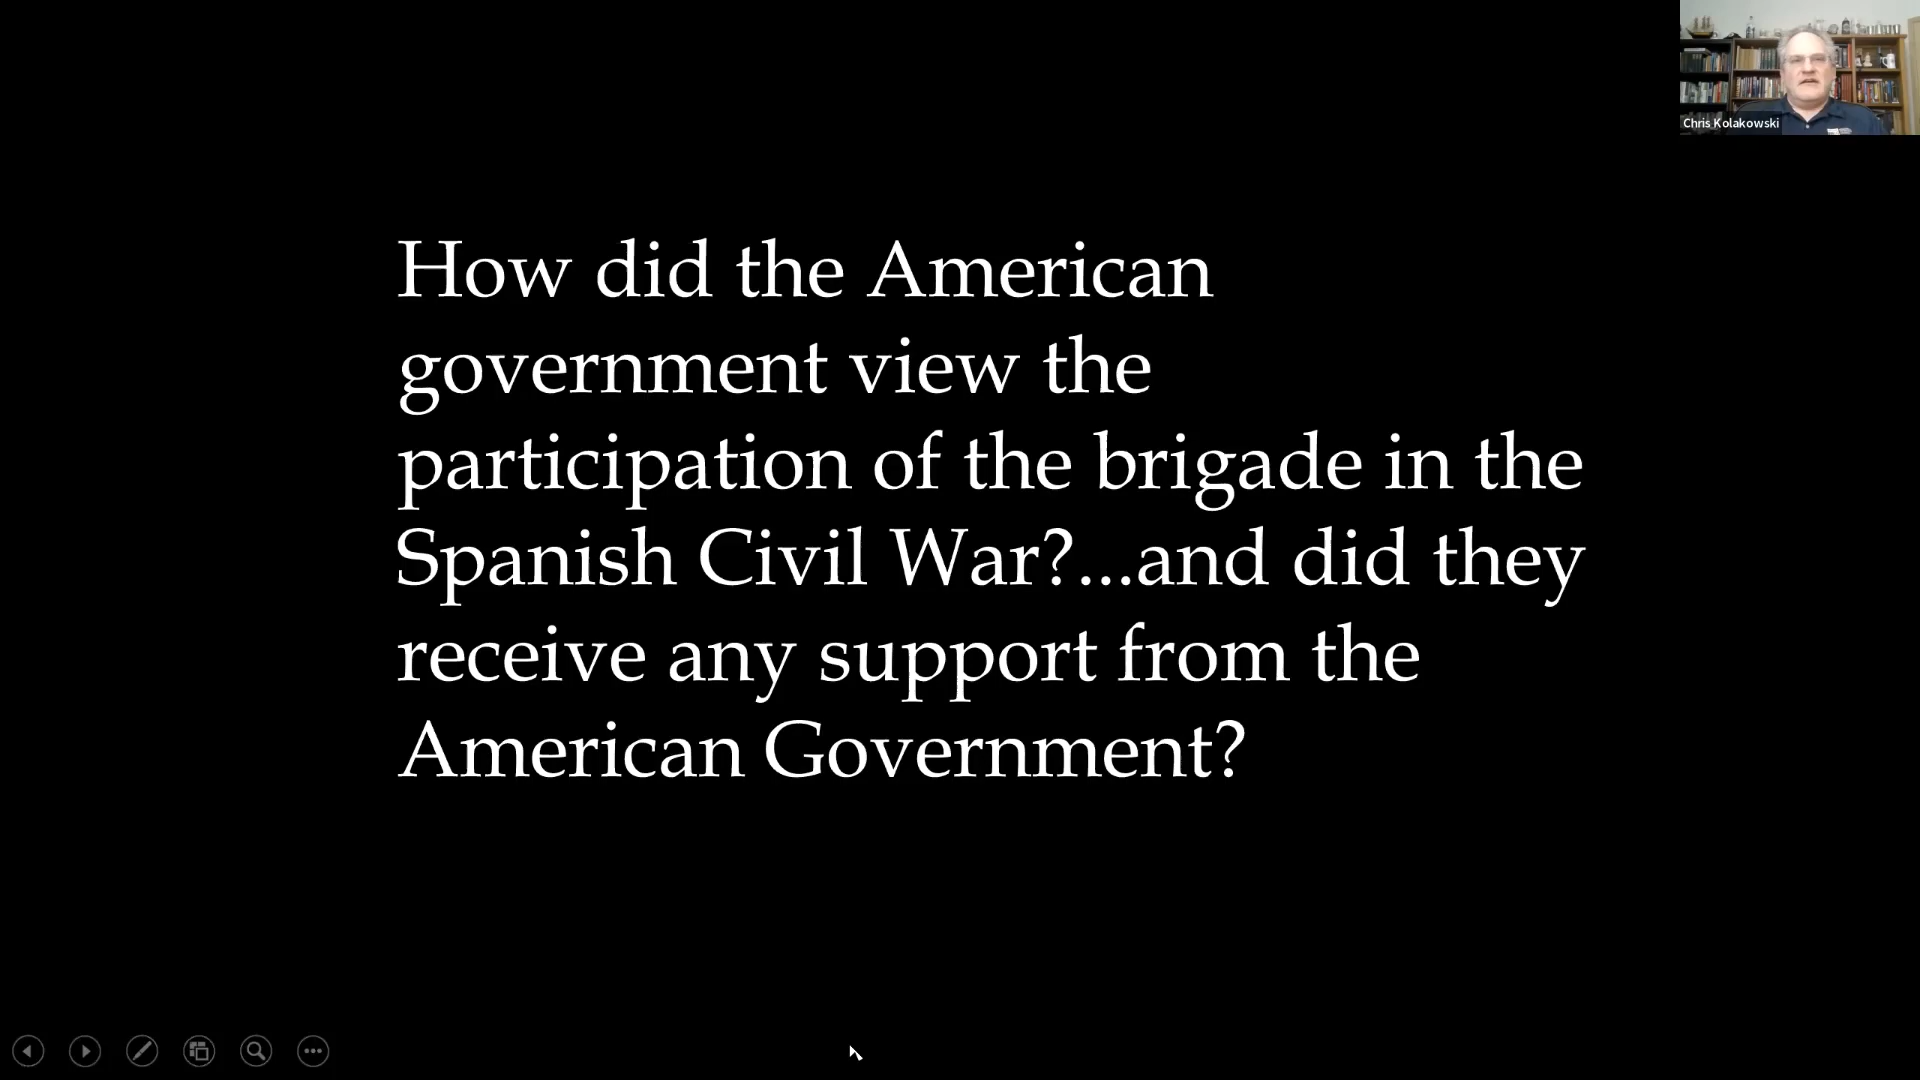 Chris Kolakowski
How did the American
government view the
participation of the brigade in the
Spanish Civil War?...and did they
receive any support from the
American Government?